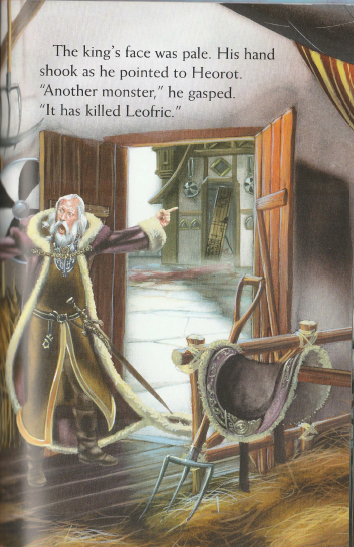 The king's face was pale. His hand
shook as he pointed to Heorot.
"Another monster," he gasped.
"It has killed Leofric."